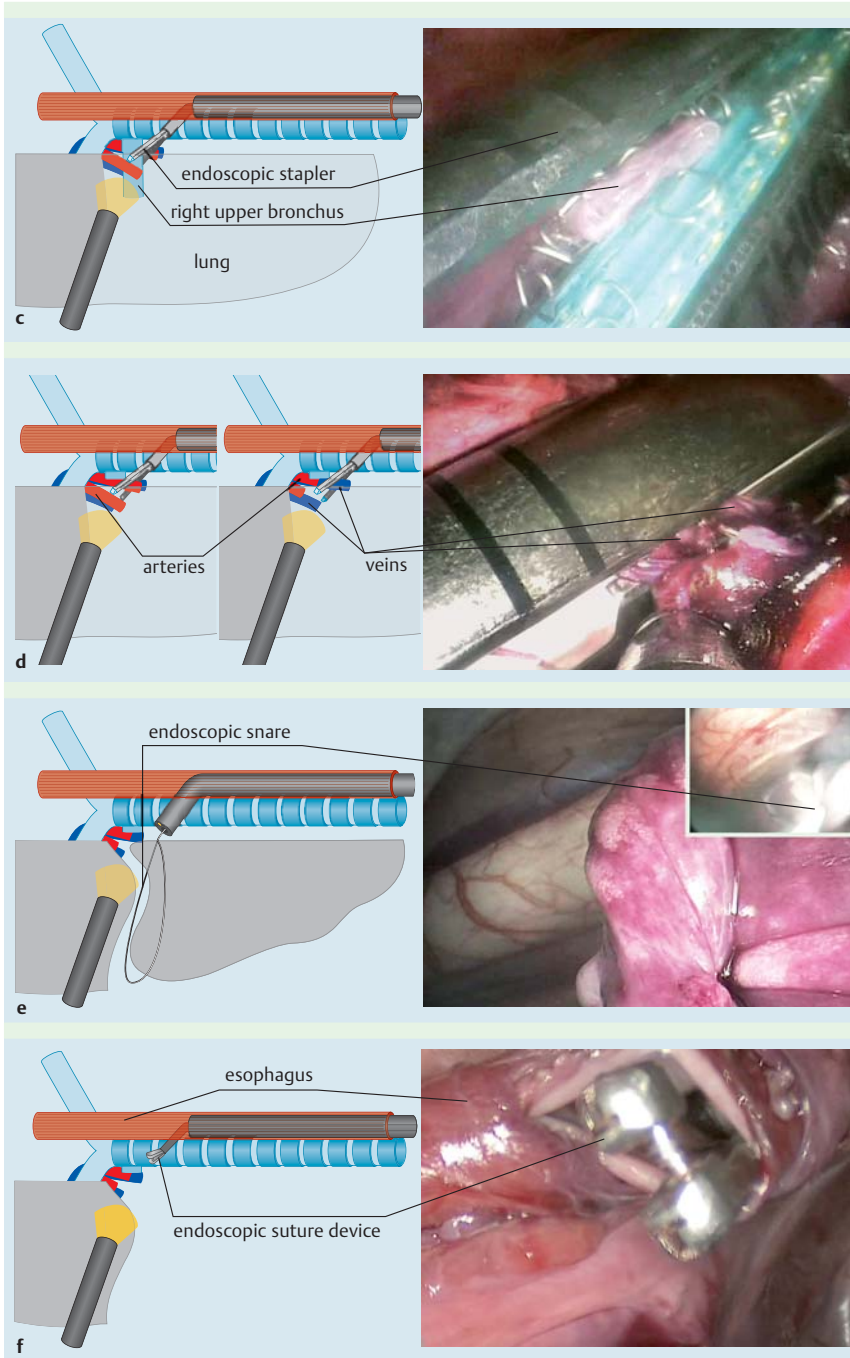 endoscopic stapler
right upper bronchus
lung
c
arteries
veins
d
endoscopic snare
e
esophagus
endoscopic suture device
f